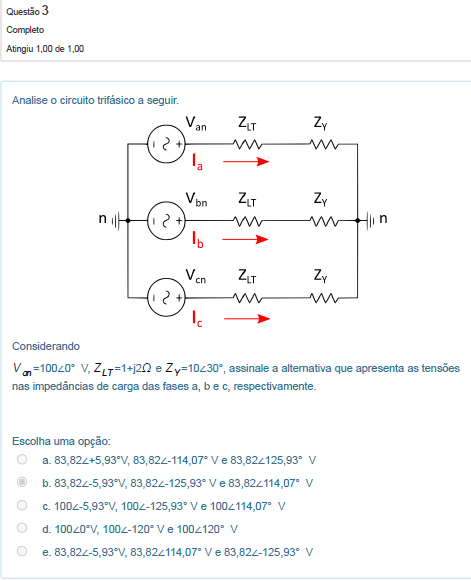 Questão 3
Completo
Atingiu 1,00 de 1,00
Analise o circuito trifásico a seguir.
Van ZLT ZY
Ia
Vbn ZLT ZY
n n
Ib
Vcn ZLT ZY
Ic
Considerando
Van=100∠0° V, ZLT=1+j2Ω e ZY=10∠30°, assinale a alternativa que apresenta as tensões
nas impedâncias de carga das fases a, b e c, respectivamente.
Escolha uma opção:
a. 83,82∠+5,93°V, 83,82∠-114,07° V e 83,82∠125,93° V
b. 83,82∠-5,93°V, 83,82∠-125,93° V e 83,82∠114,07° V
c. 100∠-5,93°V, 100∠-125,93° V e 100∠114,07° V
d. 100∠0°V, 100∠-120° V e 100∠120° V
e. 83,82∠-5,93°V, 83,82∠114,07° V e 83,82∠-125,93° V